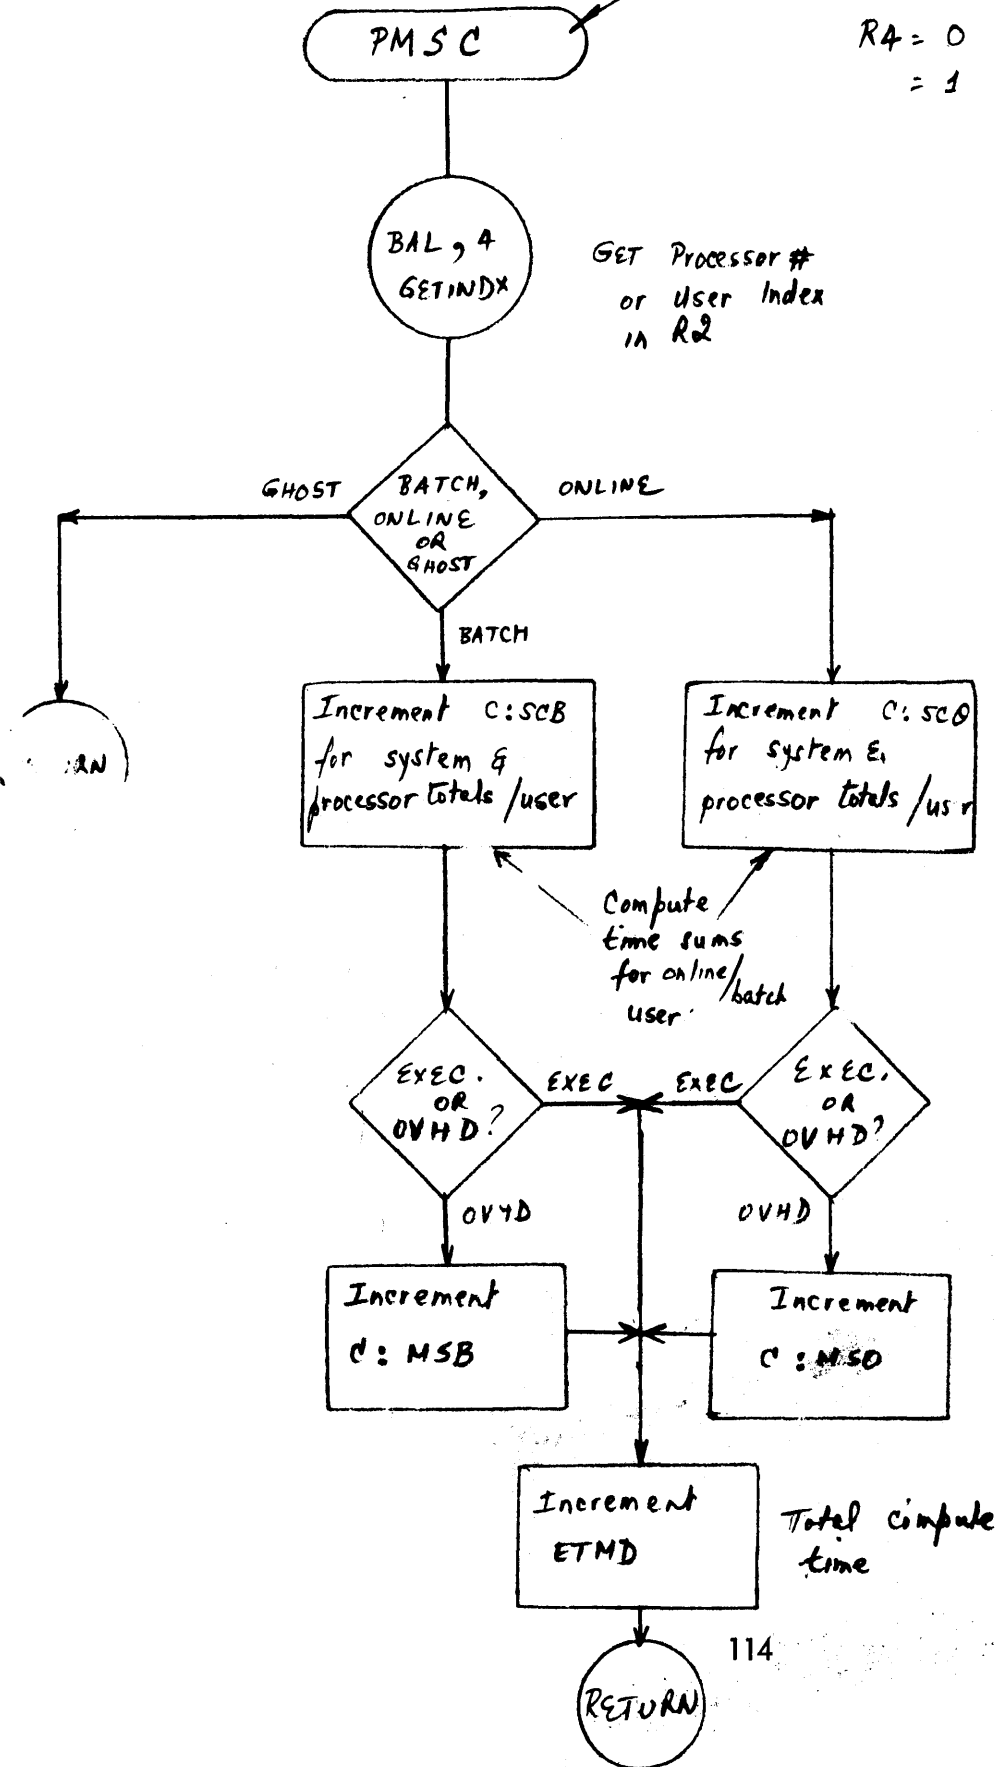 PMSC
R4 = 0
= 1
BAL, 4
GETINDX
GET Processor #
or User Index
in R2
GHOST
BATCH,
ONLINE
OR
GHOST
ONLINE
BATCH
Increment C:SCB
for system &
processor totals/user
Increment C:SCO
for system &
processor totals/us r
RN
Compute
time sums
for online/batch
user
EXEC.
OR
OVHD?
EXEC
EXEC
EXEC.
OR
OVHD?
OVHD
OVHD
Increment
C:MSB
Increment
C:MSO
Increment
ETMD
Total compute
time
114
RETURN